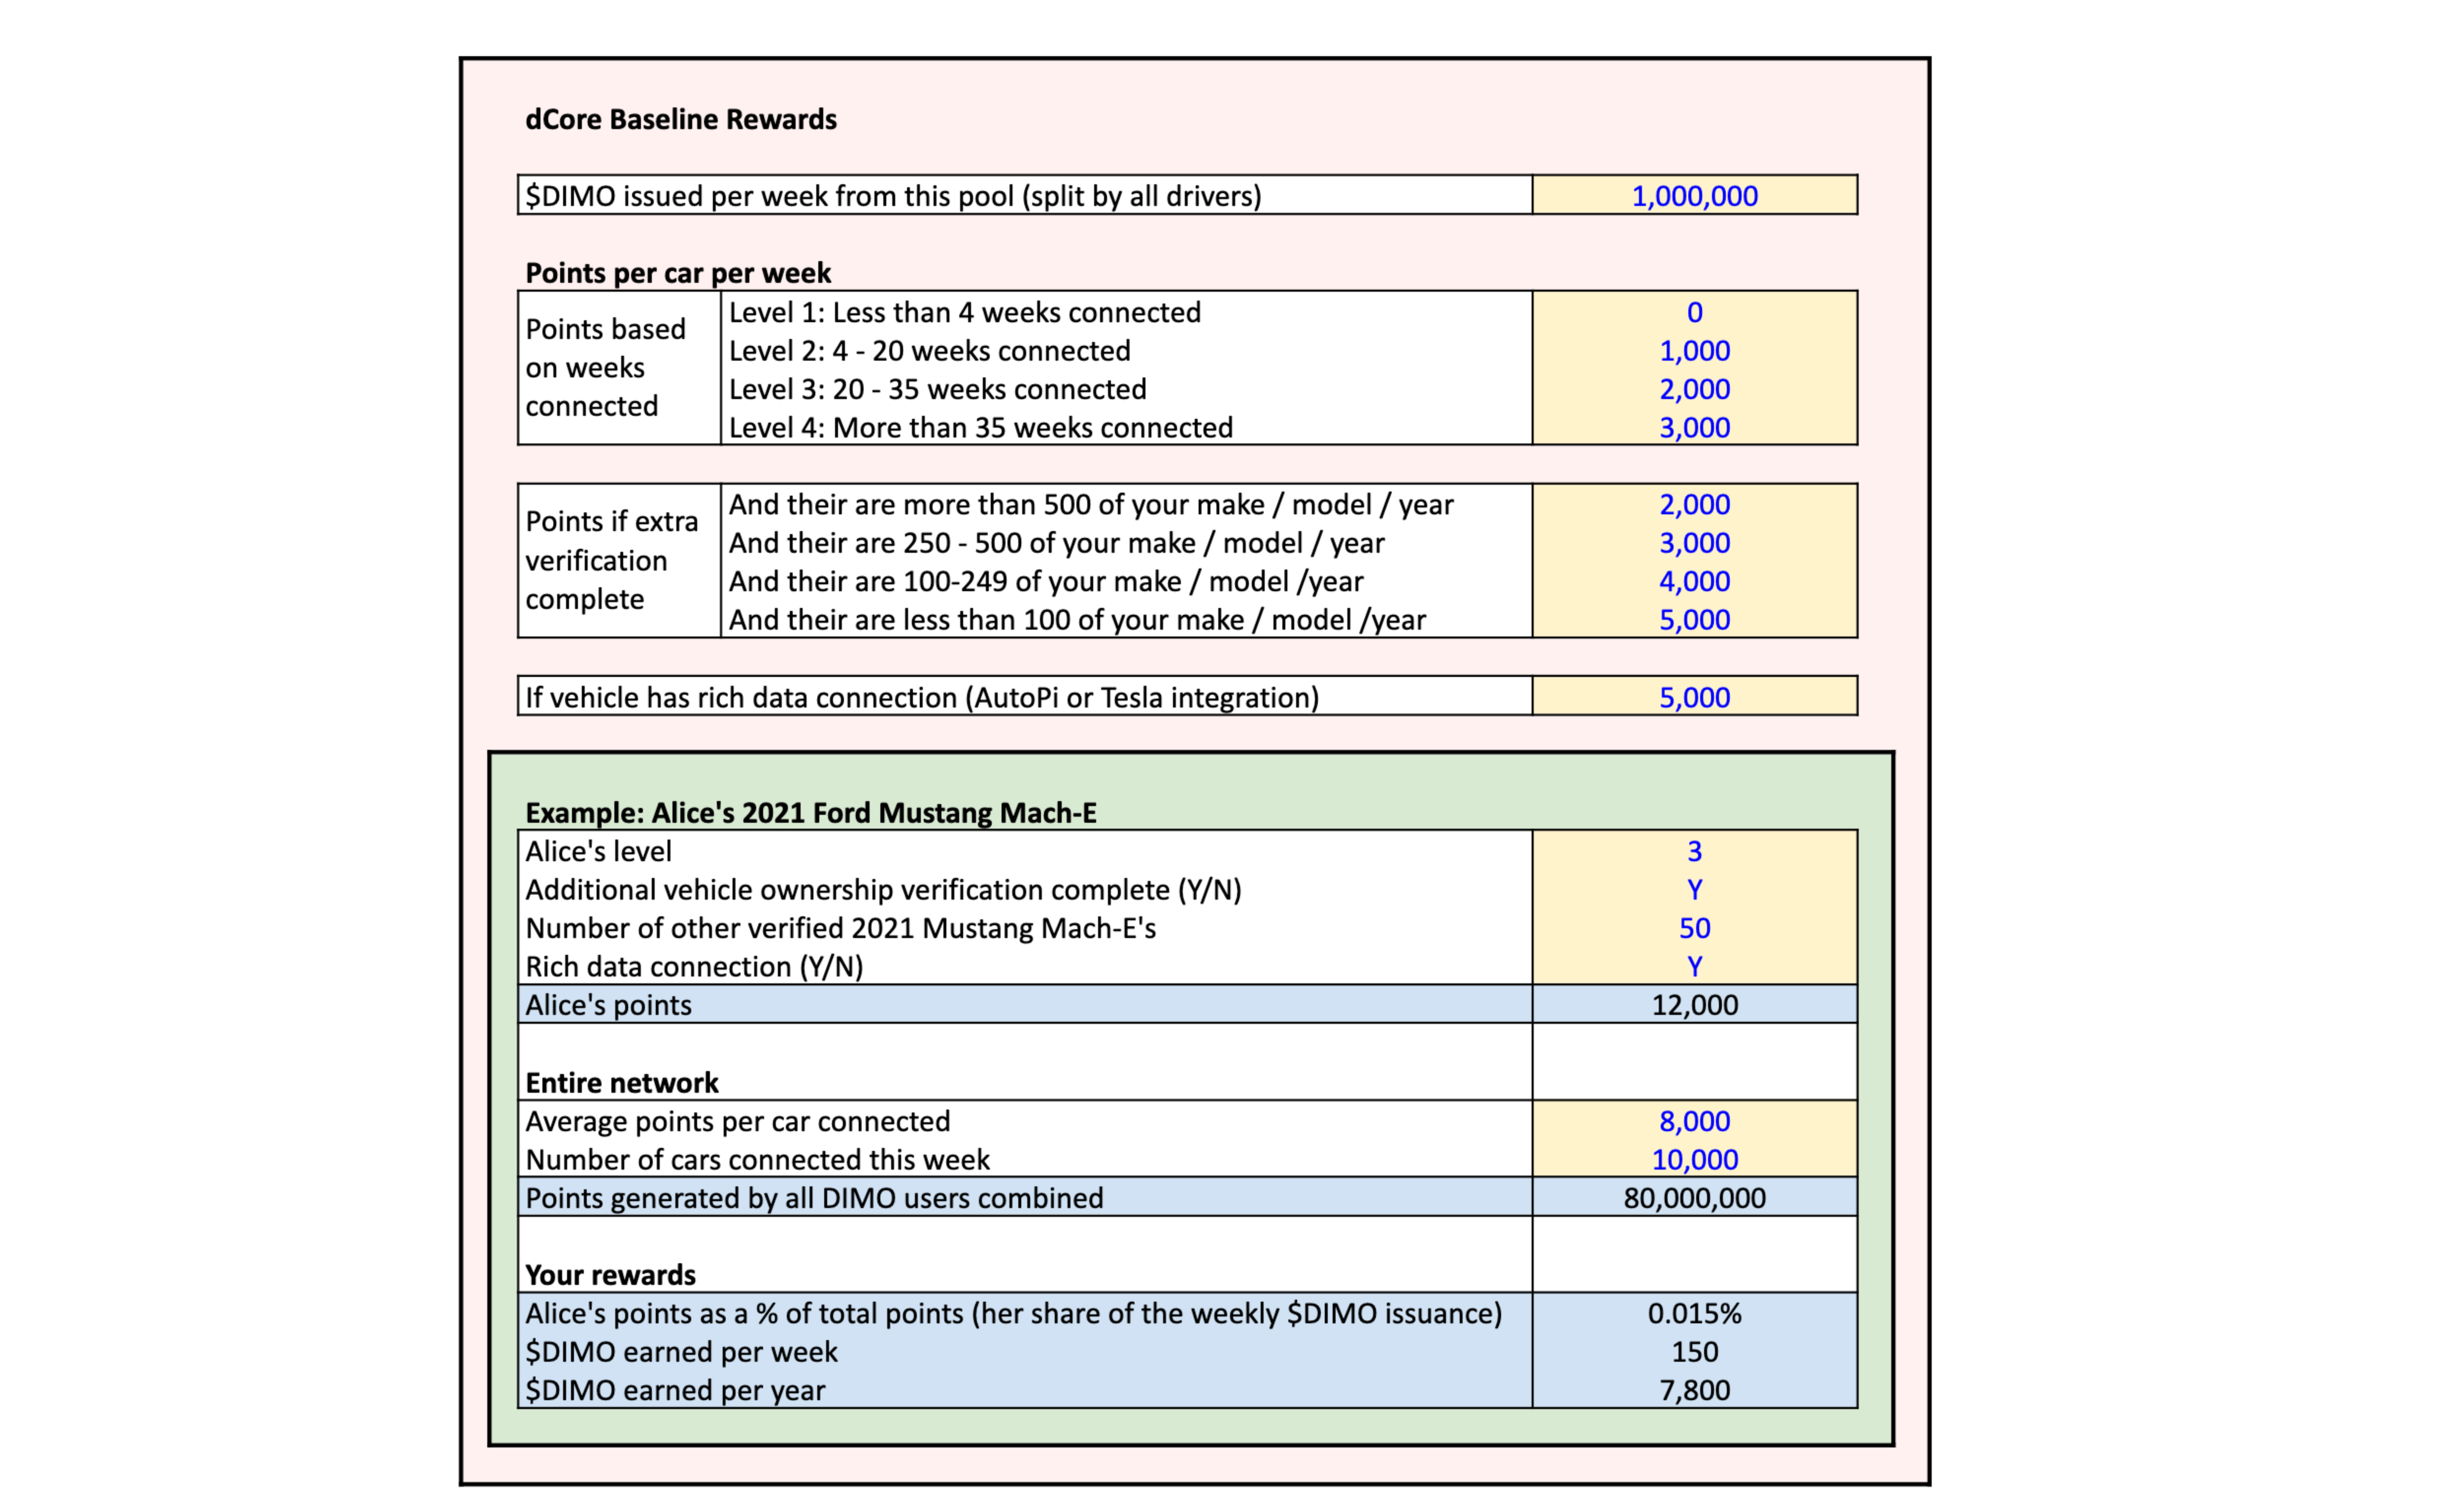 dCore Baseline Rewards
$DIMO issued per week from this pool (split by all drivers) 1,000,000
Points per car per week
Points based on weeks connected
Level 1: Less than 4 weeks connected 0
Level 2: 4 - 20 weeks connected 1,000
Level 3: 20 - 35 weeks connected 2,000
Level 4: More than 35 weeks connected 3,000
Points if extra verification complete
And their are more than 500 of your make / model / year 2,000
And their are 250 - 500 of your make / model / year 3,000
And their are 100-249 of your make / model /year 4,000
And their are less than 100 of your make / model /year 5,000
If vehicle has rich data connection (AutoPi or Tesla integration) 5,000
Example: Alice's 2021 Ford Mustang Mach-E
Alice's level 3
Additional vehicle ownership verification complete (Y/N) Y
Number of other verified 2021 Mustang Mach-E's 50
Rich data connection (Y/N) Y
Alice's points 12,000
Entire network
Average points per car connected 8,000
Number of cars connected this week 10,000
Points generated by all DIMO users combined 80,000,000
Your rewards
Alice's points as a % of total points (her share of the weekly $DIMO issuance) 0.015%
$DIMO earned per week 150
$DIMO earned per year 7,800